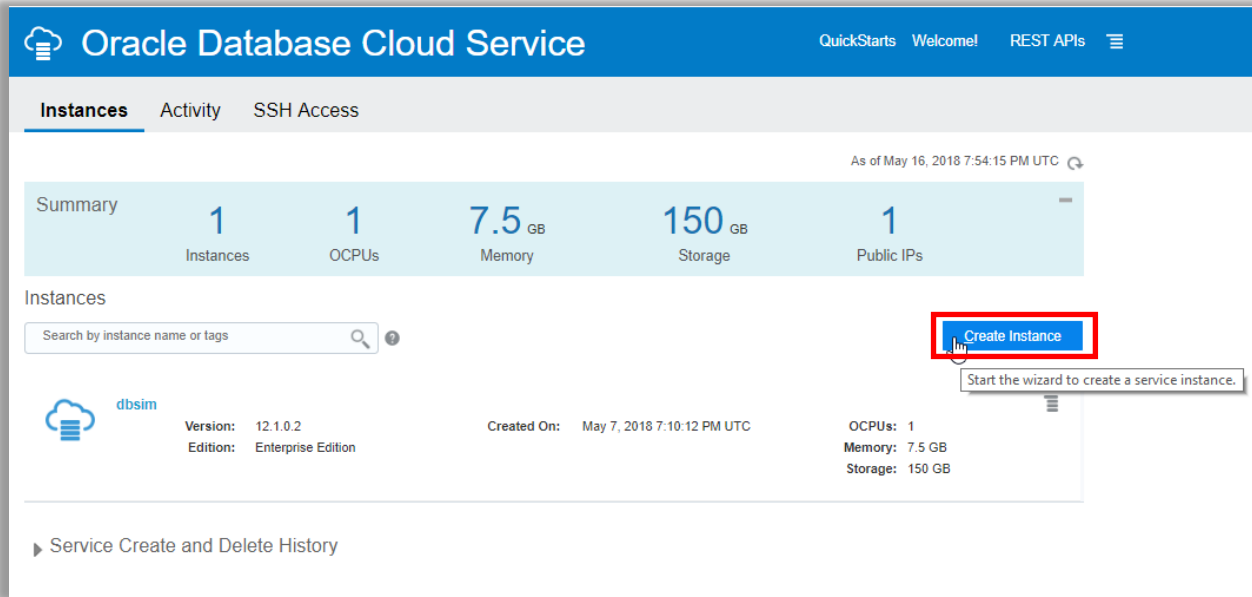 Oracle Database Cloud Service
QuickStarts Welcome! REST APIs
Instances Activity SSH Access
As of May 16, 2018 7:54:15 PM UTC
Summary
1 1 7.5 GB 150 GB 1
Instances OCPUs Memory Storage Public IPs
Instances
Search by instance name or tags
Create Instance
Start the wizard to create a service instance.
dbsim
Version: 12.1.0.2 Created On: May 7, 2018 7:10:12 PM UTC OCPUs: 1
Edition: Enterprise Edition Memory: 7.5 GB
Storage: 150 GB
Service Create and Delete History